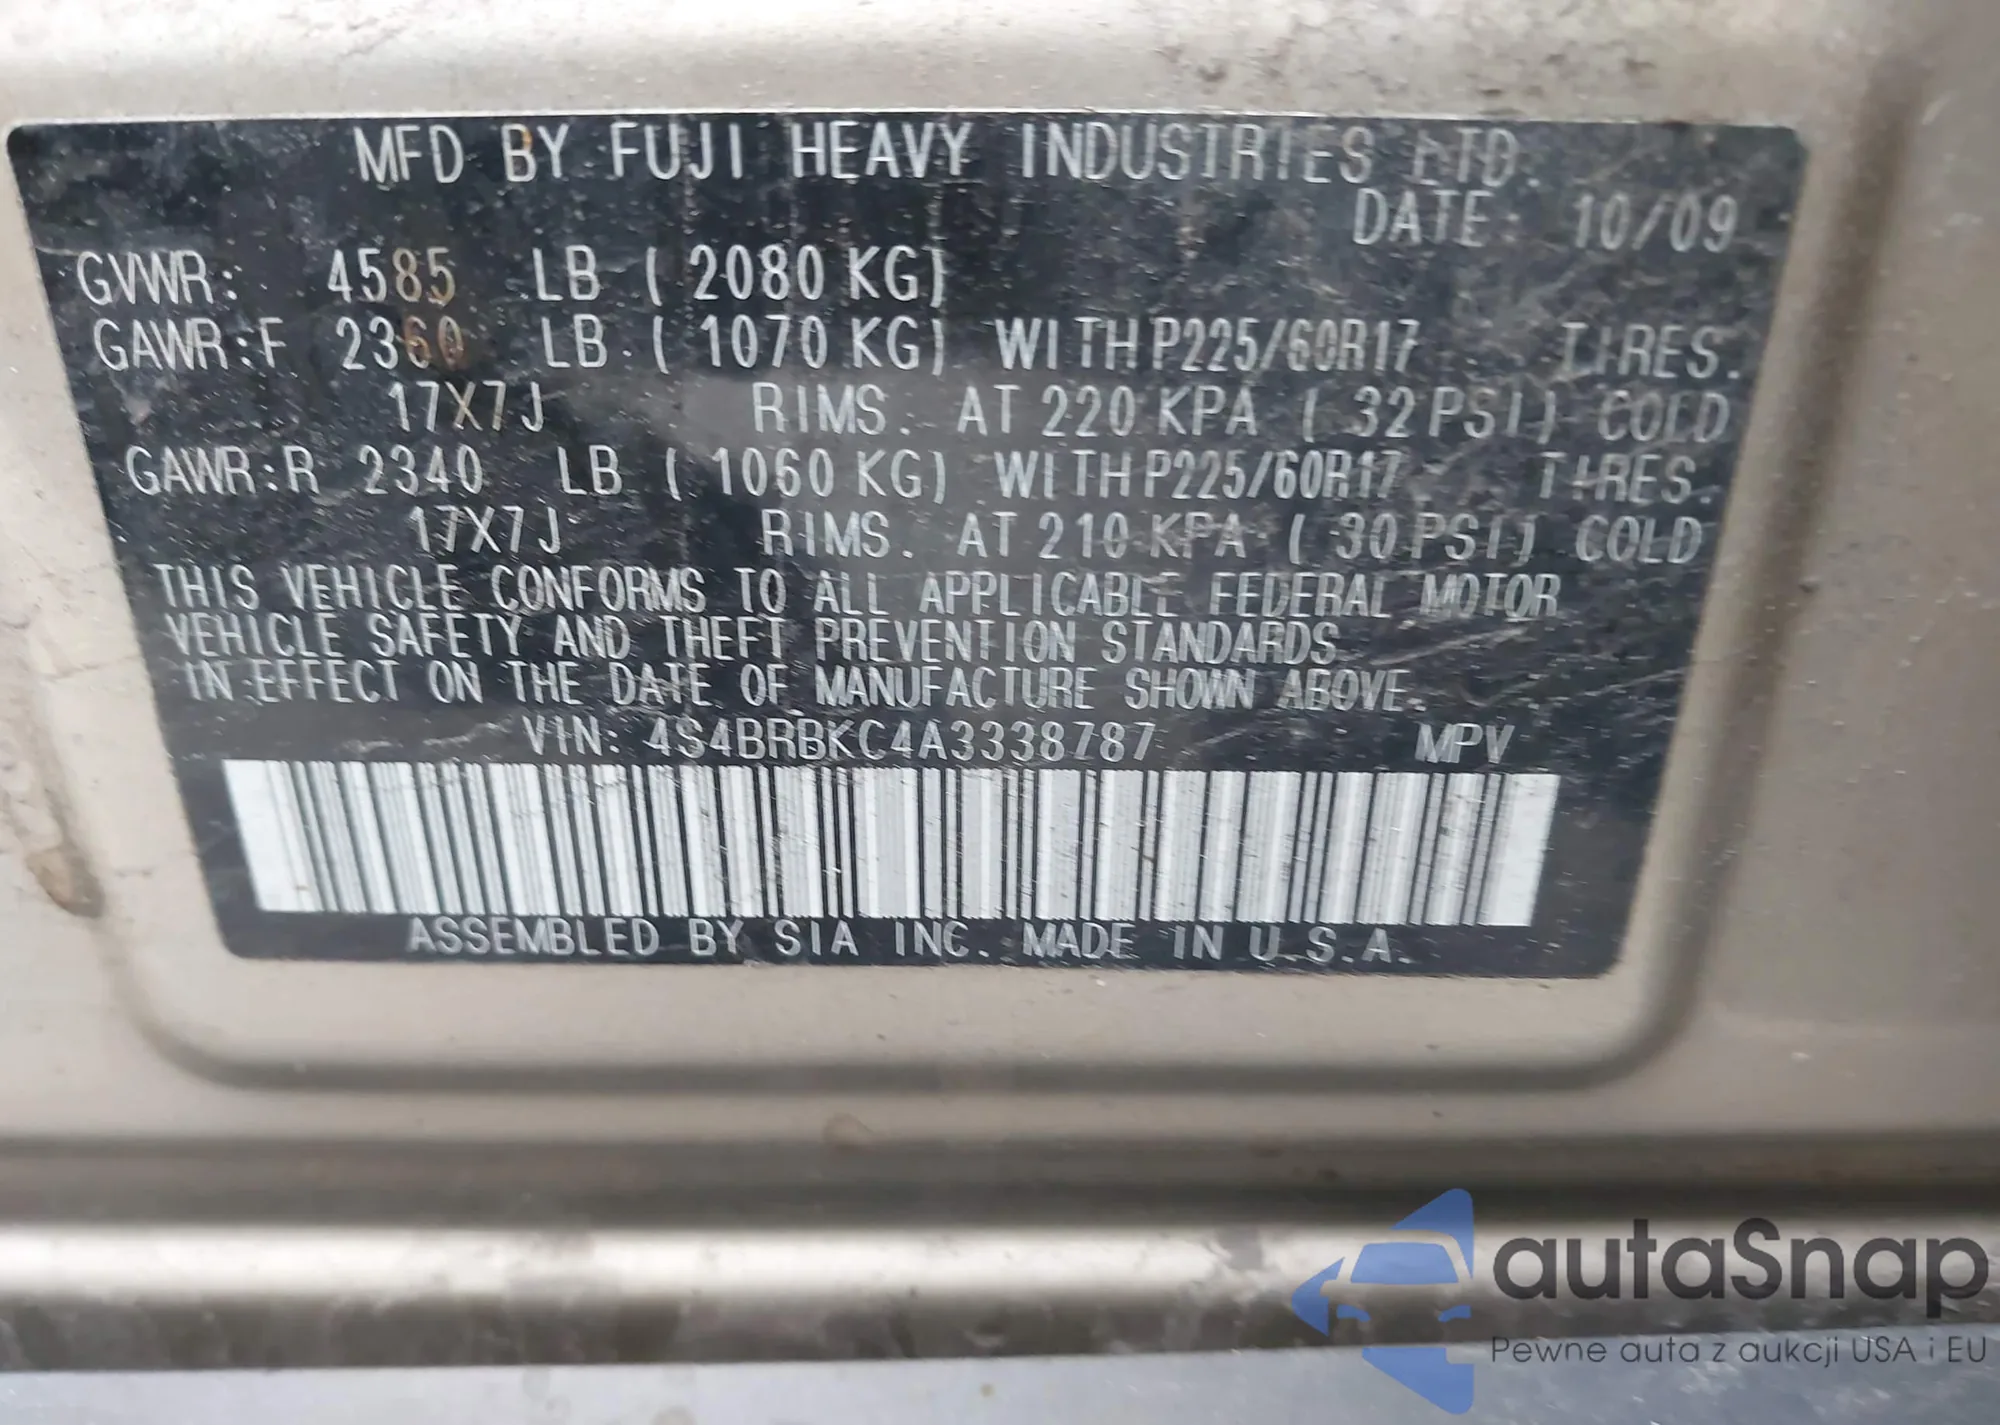 MFD BY FUJI HEAVY INDUSTRIES LTD.
DATE: 10/09
GVWR: 4585 LB ( 2080 KG)
GAWR:F 2360 LB ( 1070 KG) WITH P225/60R17 TIRES.
17X7J RIMS. AT 220 KPA ( 32 PSI) COLD
GAWR:R 2340 LB ( 1060 KG) WITH P225/60R17 TIRES.
17X7J RIMS. AT 210 KPA ( 30 PSI) COLD
THIS VEHICLE CONFORMS TO ALL APPLICABLE FEDERAL MOTOR
VEHICLE SAFETY AND THEFT PREVENTION STANDARDS
IN EFFECT ON THE DATE OF MANUFACTURE SHOWN ABOVE.
VIN: 4S4BRBKC4A3338787 MPV
ASSEMBLED BY SIA INC. MADE IN U.S.A.
autaSnap
Pewne auta z aukcji USA i EU